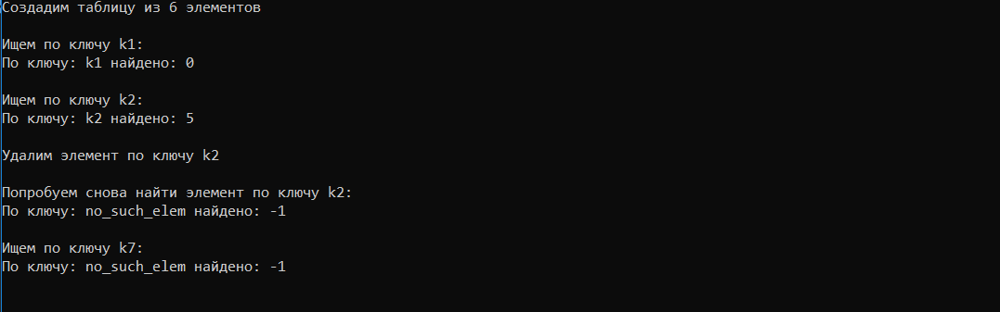 Создадим таблицу из 6 элементов
Ищем по ключу k1:
По ключу: k1 найдено: 0
Ищем по ключу k2:
По ключу: k2 найдено: 5
Удалим элемент по ключу k2
Попробуем снова найти элемент по ключу k2:
По ключу: no_such_elem найдено: -1
Ищем по ключу k7:
По ключу: no_such_elem найдено: -1